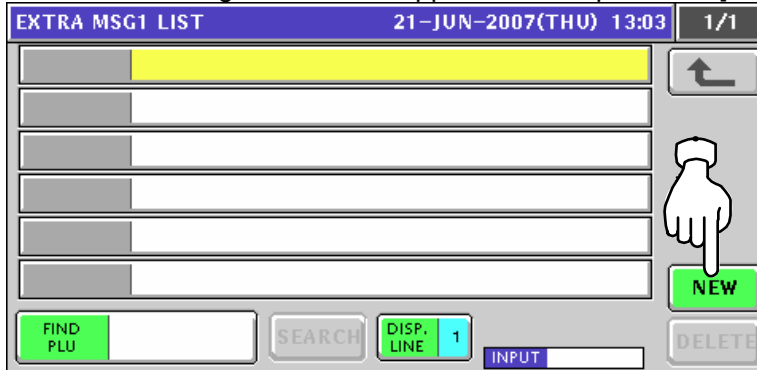 EXTRA MSG1 LIST 21-JUN-2007(THU) 13:03 1/1
NEW
FIND PLU SEARCH DISP. LINE 1 INPUT DELETE